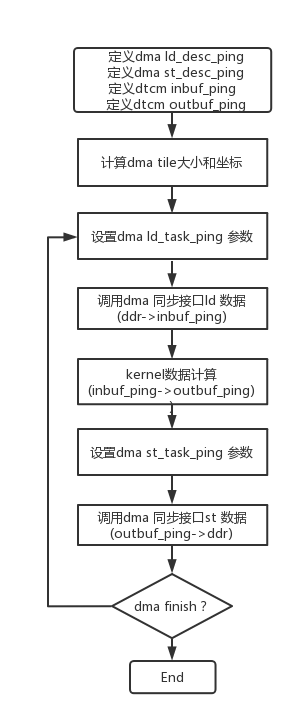 定义dma ld_desc_ping
定义dma st_desc_ping
定义dtcm inbuf_ping
定义dtcm outbuf_ping
计算dma tile大小和坐标
设置dma ld_task_ping 参数
调用dma 同步接口ld 数据
(ddr->inbuf_ping)
kernel数据计算
(inbuf_ping->outbuf_ping)
)
设置dma st_task_ping 参数
调用dma 同步接口st 数据
(outbuf_ping->ddr)
dma finish ?
End